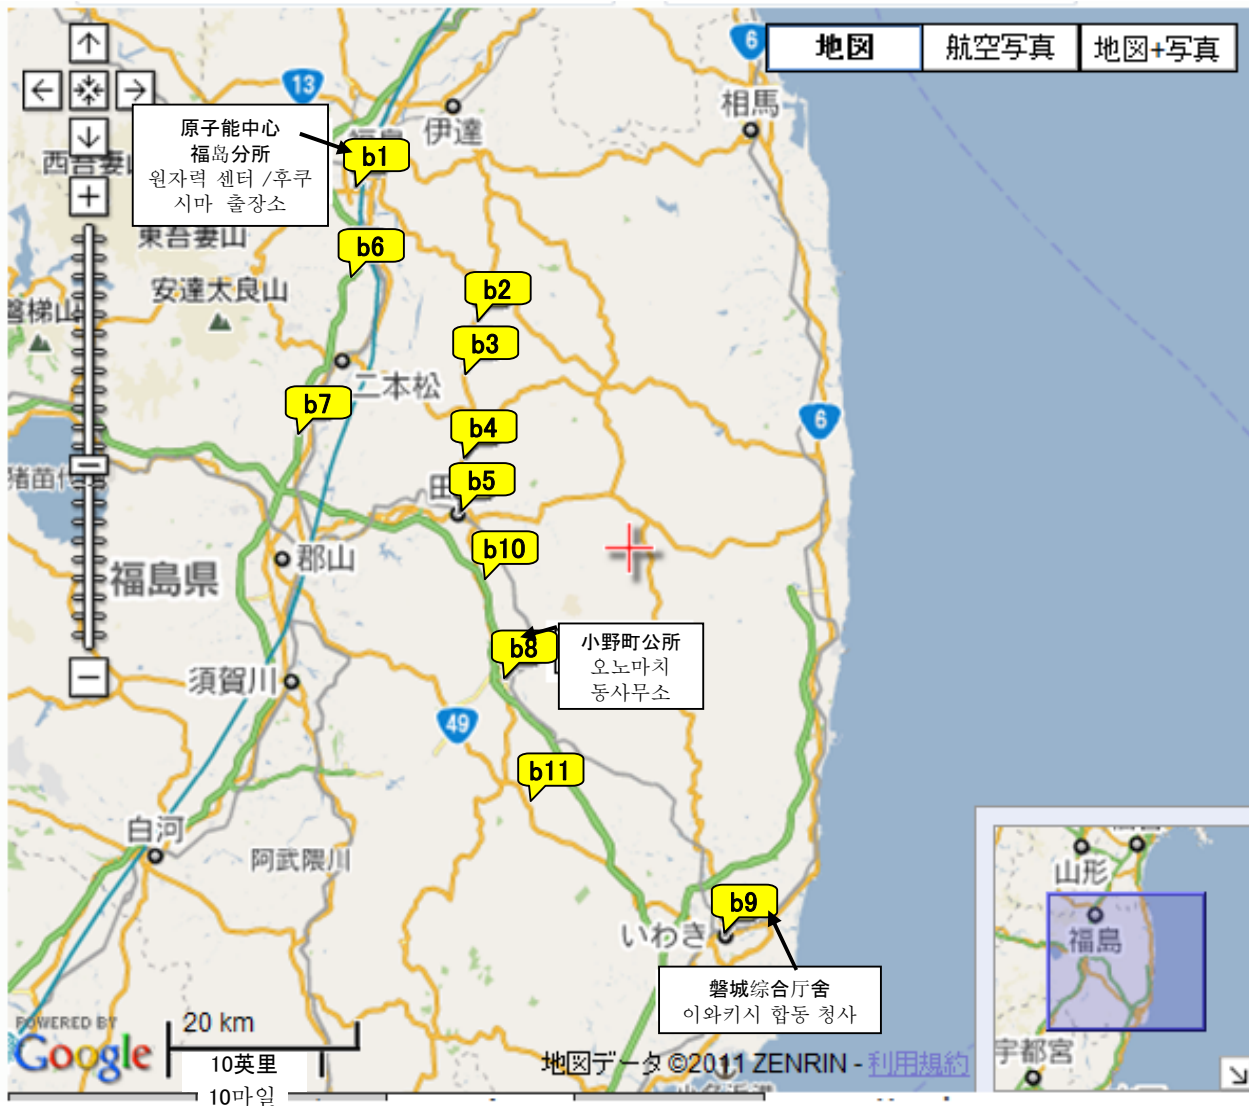 6
地図
航空写真
地図+写真
13
相馬
伊達
原子能中心
福岛分所
원자력 센터 /후쿠
시마 출장소
b1
東吾妻山
b6
安達太良山
b2
磐梯山
b3
二本松
b7
6
b4
b5
b10
郡山
福島県
b8
小野町公所
오노마치
동사무소
須賀川
49
b11
白河
阿武隈川
山形
福島
b9
いわき
磐城综合厅舍
이와키시 합동 청사
POWERED BY
Google
20 km
10英里
10마일
地図データ ©2011 ZENRIN - 利用規約
宇都宮